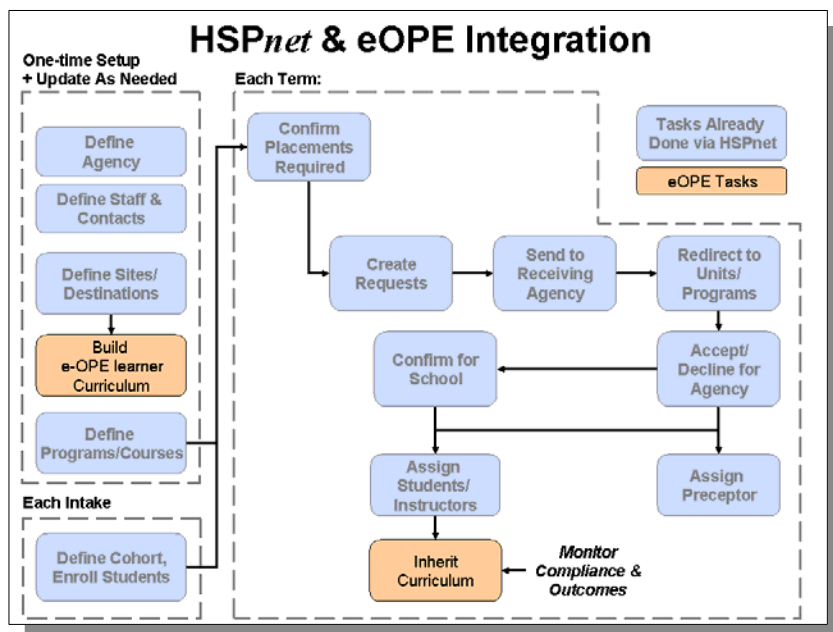 HSPnet & eOPE Integration
One-time Setup
+ Update As Needed
Each Term:
Define
Agency
Define Staff &
Contacts
Define Sites/
Destinations
Build
e-OPE learner
Curriculum
Define
Programs/Courses
Each Intake
Define Cohort,
Enroll Students
Confirm
Placements
Required
Tasks Already
Done via HSPnet
eOPE Tasks
Create
Requests
Send to
Receiving
Agency
Redirect to
Units/
Programs
Confirm for
School
Accept/
Decline for
Agency
Assign
Students/
Instructors
Assign
Preceptor
Inherit
Curriculum
Monitor
Compliance &
Outcomes